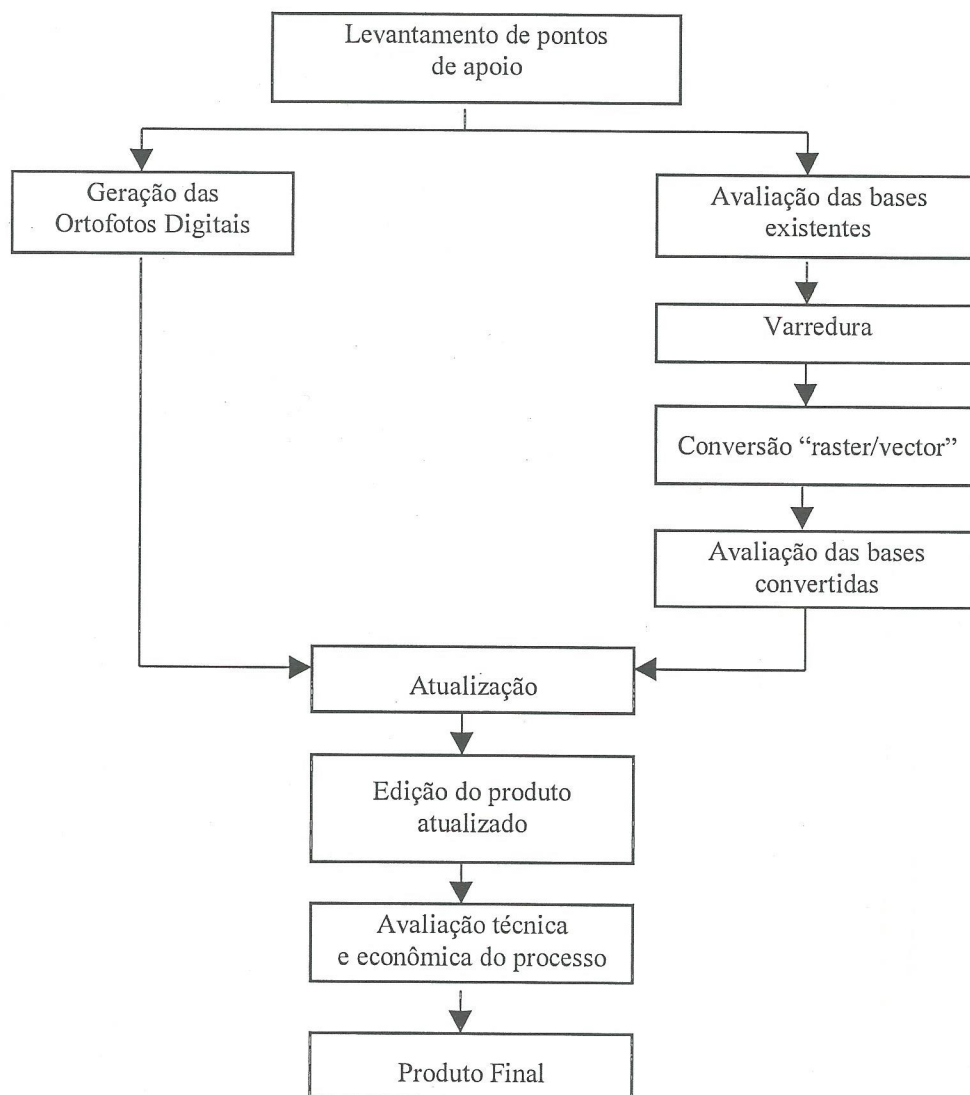 Levantamento de pontos
de apoio
Geração das
Ortofotos Digitais
Avaliação das bases
existentes
Varredura
Conversão “raster/vector”
Avaliação das bases
convertidas
Atualização
Edição do produto
atualizado
Avaliação técnica
e econômica do processo
Produto Final